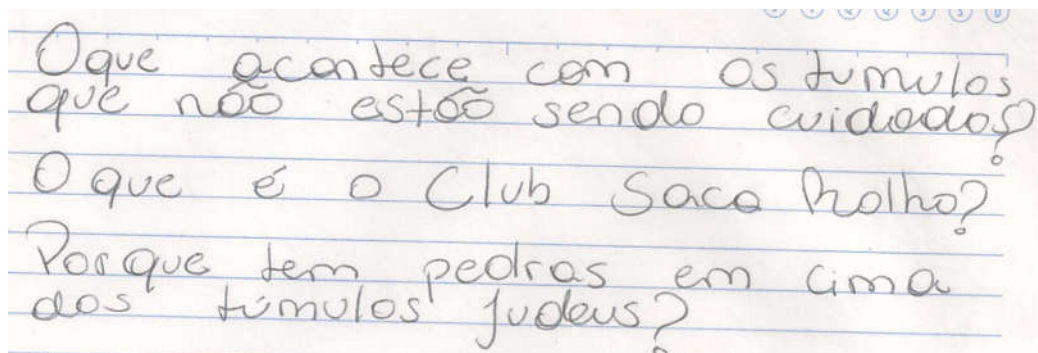 Oque acontece com os tumulos
que não estão sendo cuidados?
O que é o Club Saca Rolho?
Porque tem pedras em cima
dos túmulos judeus?